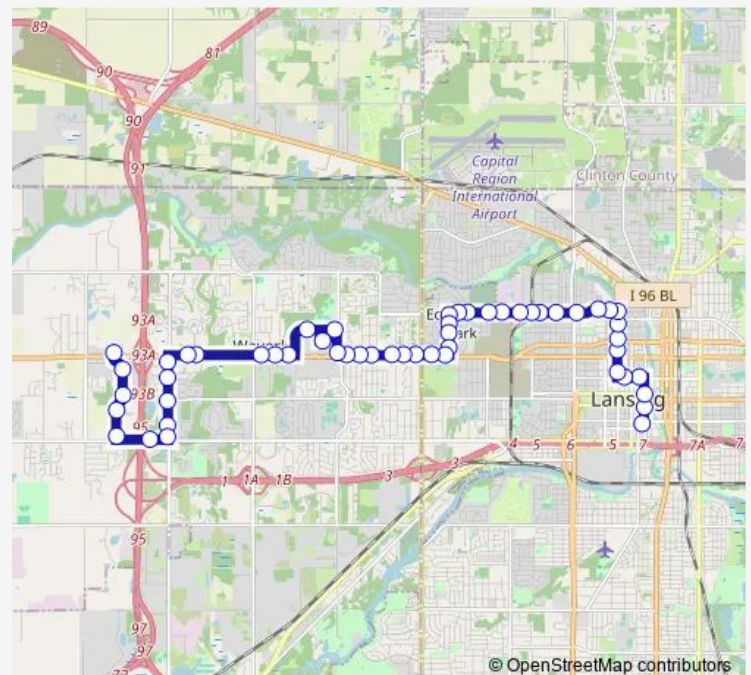 89
81
90
90
91
Capital
Region
International
Airport
Clinton County
I 96 BL
93A
93A
93B
Lansing
95
4
5
6
5
7
7A
3
3
1
1A
1B
95
97
97
© OpenStreetMap contributors